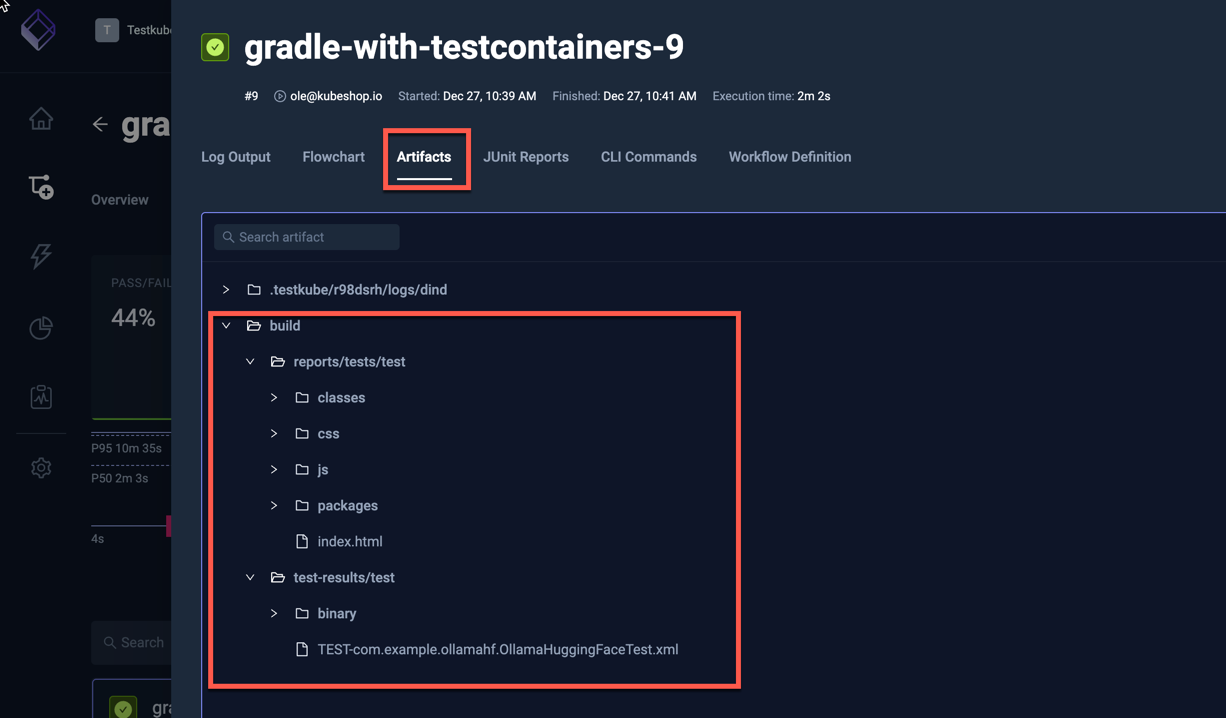 T Testkube
gradle-with-testcontainers-9
#9 ole@kubeshop.io Started: Dec 27, 10:39 AM Finished: Dec 27, 10:41 AM Execution time: 2m 2s
gra
Log Output Flowchart Artifacts JUnit Reports CLI Commands Workflow Definition
Overview
Search artifact
PASS/FAIL
44%
P95 10m 35s
P50 2m 3s
4s
Search
gra
.testkube/r98dsrh/logs/dind
build
reports/tests/test
classes
css
js
packages
index.html
test-results/test
binary
TEST-com.example.ollamahf.OllamaHuggingFaceTest.xml